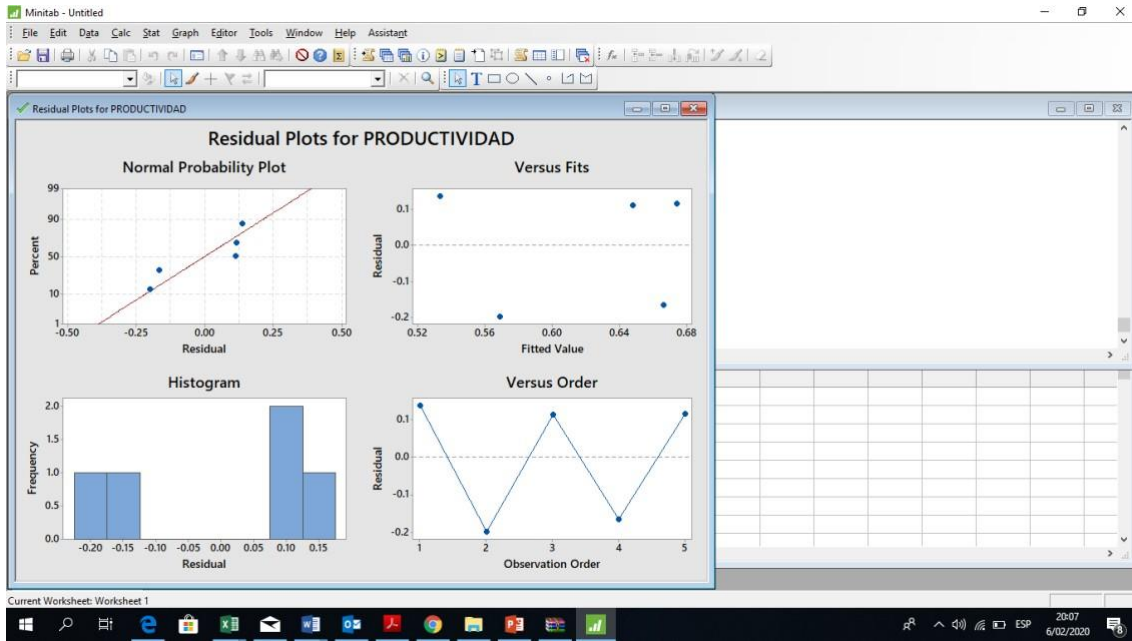 Minitab - Untitled
File Edit Data Calc Stat Graph Editor Tools Window Help Assistant
Residual Plots for PRODUCTIVIDAD
Residual Plots for PRODUCTIVIDAD
Normal Probability Plot
99
90
50
10
1
Percent
-0.50 -0.25 0.00 0.25 0.50
Residual
Versus Fits
0.1
0.0
-0.1
-0.2
Residual
0.52 0.56 0.60 0.64 0.68
Fitted Value
Histogram
2.0
1.5
1.0
0.5
0.0
Frequency
-0.20 -0.15 -0.10 -0.05 0.00 0.05 0.10 0.15
Residual
Versus Order
0.1
0.0
-0.1
-0.2
Residual
1 2 3 4 5
Observation Order
Current Worksheet: Worksheet 1
ESP
20:07
6/02/2020